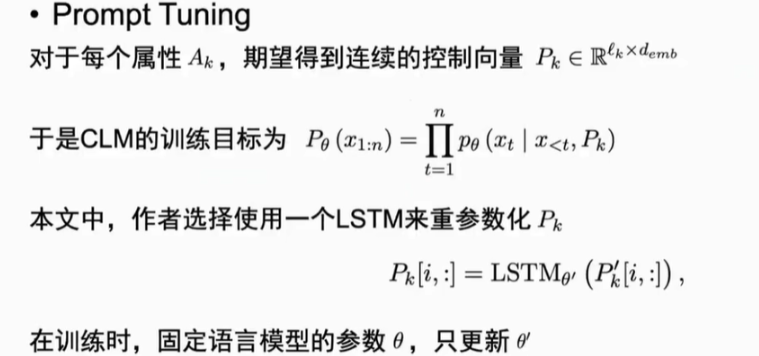 • Prompt Tuning
对于每个属性 $A_k$，期望得到连续的控制向量 $P_k \in \mathbb{R}^{\ell_k \times d_{emb}}$
于是CLM的训练目标为 $P_\theta(x_{1:n}) = \prod_{t=1}^{n} p_\theta(x_t \mid x_{<t}, P_k)$
本文中，作者选择使用一个LSTM来重参数化 $P_k$
$P_k[i,:] = \mathrm{LSTM}_{\theta'}(P'_k[i,:]),$
在训练时，固定语言模型的参数 $\theta$，只更新 $\theta'$